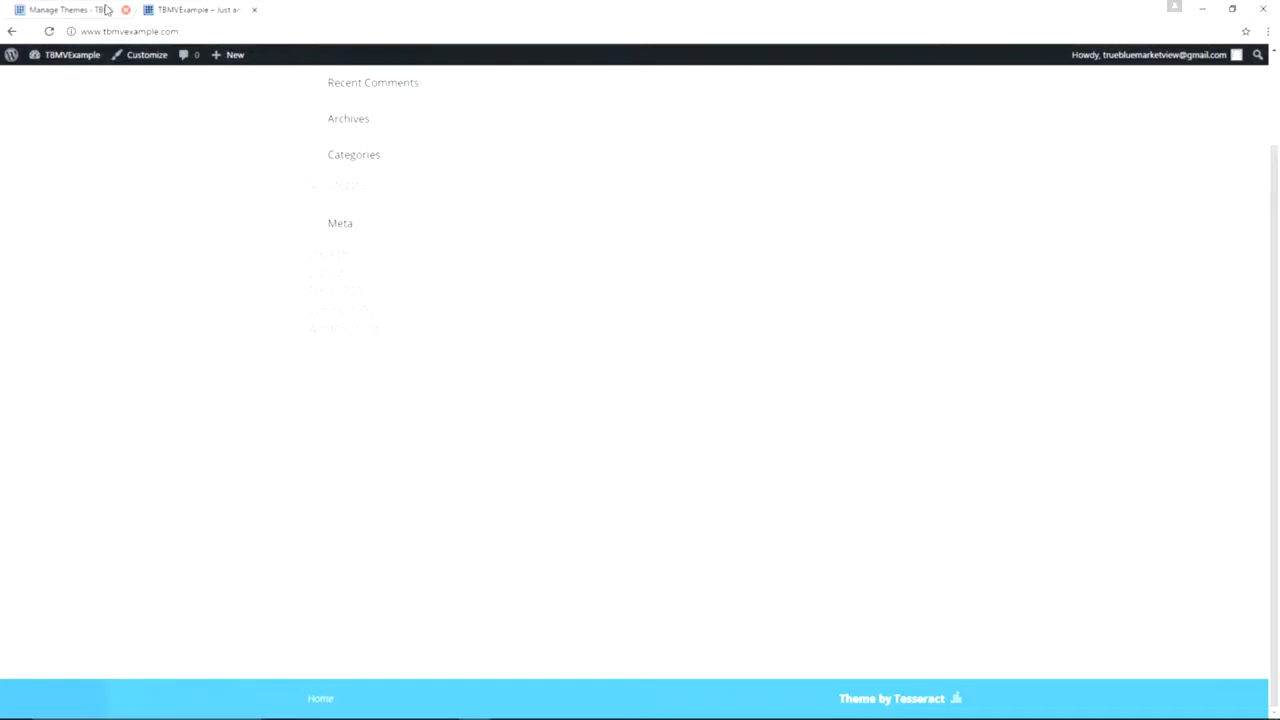 Manage Themes ‹ TB
TBMVExample – Just an
www.tbmvexample.com
TBMVExample Customize 0 New
Howdy, truebluemarketview@gmail.com
Recent Comments
Archives
Categories
Meta
Home
Theme by Tesseract